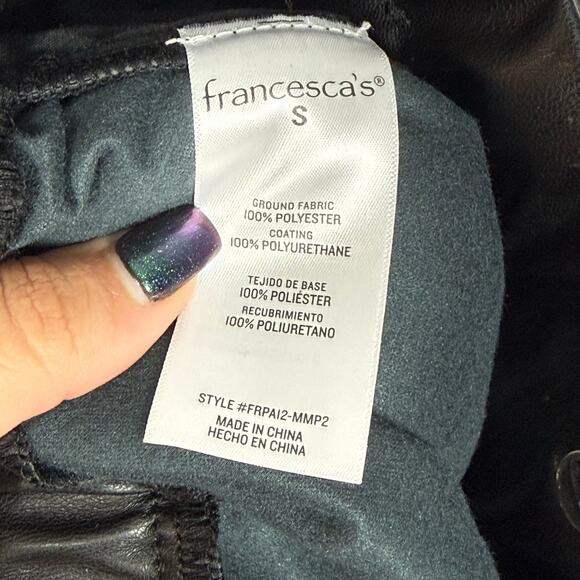 francesca's®
S
GROUND FABRIC
100% POLYESTER
COATING
100% POLYURETHANE
TEJIDO DE BASE
100% POLIÉSTER
RECUBRIMIENTO
100% POLIURETANO
STYLE #FRPAI2-MMP2
MADE IN CHINA
HECHO EN CHINA